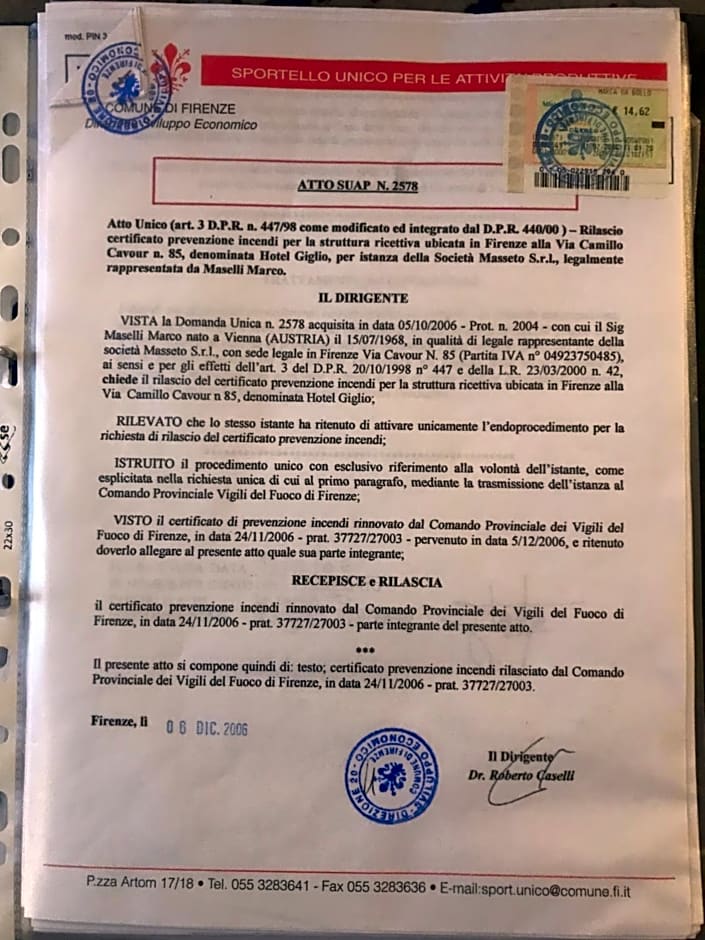 mod. PIN 3
SPORTELLO UNICO PER LE ATTIVITÀ PRODUTTIVE
COMUNE DI FIRENZE
Sviluppo Economico
MARCA DA BOLLO
€ 14,62
ATTO SUAP N. 2578
Atto Unico (art. 3 D.P.R. n. 447/98 come modificato ed integrato dal D.P.R. 440/00 ) – Rilascio
certificato prevenzione incendi per la struttura ricettiva ubicata in Firenze alla Via Camillo
Cavour n. 85, denominata Hotel Giglio, per istanza della Società Masseto S.r.l., legalmente
rappresentata da Maselli Marco.
IL DIRIGENTE
VISTA la Domanda Unica n. 2578 acquisita in data 05/10/2006 - Prot. n. 2004 - con cui il Sig
Maselli Marco nato a Vienna (AUSTRIA) il 15/07/1968, in qualità di legale rappresentante della
società Masseto S.r.l., con sede legale in Firenze Via Cavour N. 85 (Partita IVA n° 04923750485),
ai sensi e per gli effetti dell'art. 3 del D.P.R. 20/10/1998 n° 447 e della L.R. 23/03/2000 n. 42,
chiede il rilascio del certificato prevenzione incendi per la struttura ricettiva ubicata in Firenze alla
Via Camillo Cavour n 85, denominata Hotel Giglio;
RILEVATO che lo stesso istante ha ritenuto di attivare unicamente l'endoprocedimento per la
richiesta di rilascio del certificato prevenzione incendi;
ISTRUITO il procedimento unico con esclusivo riferimento alla volontà dell'istante, come
esplicitata nella richiesta unica di cui al primo paragrafo, mediante la trasmissione dell'istanza al
Comando Provinciale Vigili del Fuoco di Firenze;
VISTO il certificato di prevenzione incendi rinnovato dal Comando Provinciale dei Vigili del
Fuoco di Firenze, in data 24/11/2006 - prat. 37727/27003 - pervenuto in data 5/12/2006, e ritenuto
doverlo allegare al presente atto quale sua parte integrante;
RECEPISCE e RILASCIA
il certificato prevenzione incendi rinnovato dal Comando Provinciale dei Vigili del Fuoco di
Firenze, in data 24/11/2006 - prat. 37727/27003 - parte integrante del presente atto.
***
Il presente atto si compone quindi di: testo; certificato prevenzione incendi rilasciato dal Comando
Provinciale dei Vigili del Fuoco di Firenze, in data 24/11/2006 - prat. 37727/27003.
Firenze, lì 06 DIC. 2006
DIREZIONE 20 - SVILUPPO ECONOMICO
COMUNE DI FIRENZE
Il Dirigente
Dr. Roberto Caselli
P.zza Artom 17/18 • Tel. 055 3283641 - Fax 055 3283636 • E-mail:sport.unico@comune.fi.it
22x30